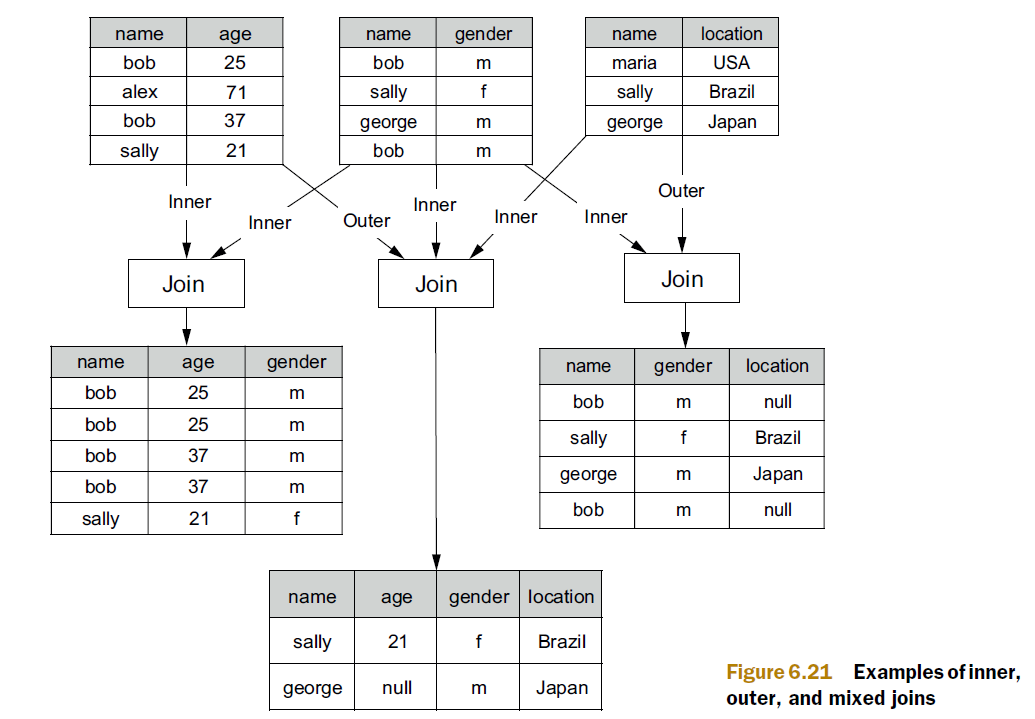 name age
bob 25
alex 71
bob 37
sally 21
name gender
bob m
sally f
george m
bob m
name location
maria USA
sally Brazil
george Japan
Inner
Inner
Outer
Inner
Inner
Inner
Outer
Join
Join
Join
name age gender
bob 25 m
bob 25 m
bob 37 m
bob 37 m
sally 21 f
name gender location
bob m null
sally f Brazil
george m Japan
bob m null
name age gender location
sally 21 f Brazil
george null m Japan
Figure 6.21 Examples of inner,
outer, and mixed joins